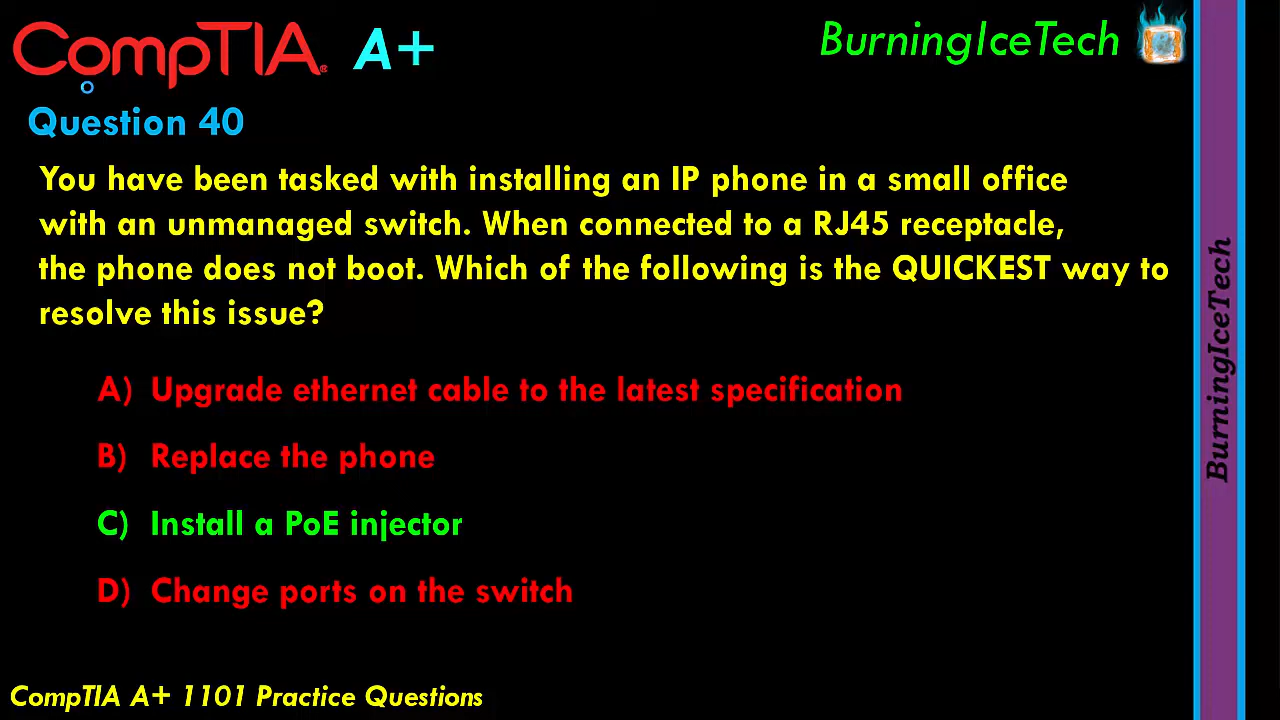 CompTIA® A+
BurningIceTech
Question 40
You have been tasked with installing an IP phone in a small office
with an unmanaged switch. When connected to a RJ45 receptacle,
the phone does not boot. Which of the following is the QUICKEST way to
resolve this issue?
A) Upgrade ethernet cable to the latest specification
B) Replace the phone
C) Install a PoE injector
D) Change ports on the switch
CompTIA A+ 1101 Practice Questions
BurningIceTech